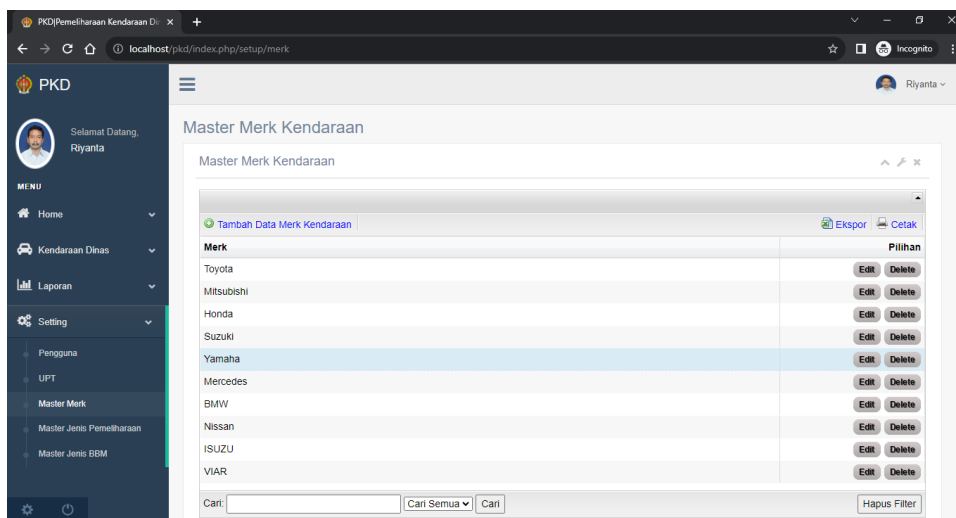 PKD|Pemeliharaan Kendaraan Di
localhost/pkd/index.php/setup/merk
Incognito
PKD
Riyanta
Selamat Datang,
Riyanta
MENU
Home
Kendaraan Dinas
Laporan
Setting
Pengguna
UPT
Master Merk
Master Jenis Pemeliharaan
Master Jenis BBM
Master Merk Kendaraan
Master Merk Kendaraan
Tambah Data Merk Kendaraan Ekspor Cetak
Merk Pilihan
Toyota Edit Delete
Mitsubishi Edit Delete
Honda Edit Delete
Suzuki Edit Delete
Yamaha Edit Delete
Mercedes Edit Delete
BMW Edit Delete
Nissan Edit Delete
ISUZU Edit Delete
VIAR Edit Delete
Cari: Cari Semua Cari Hapus Filter